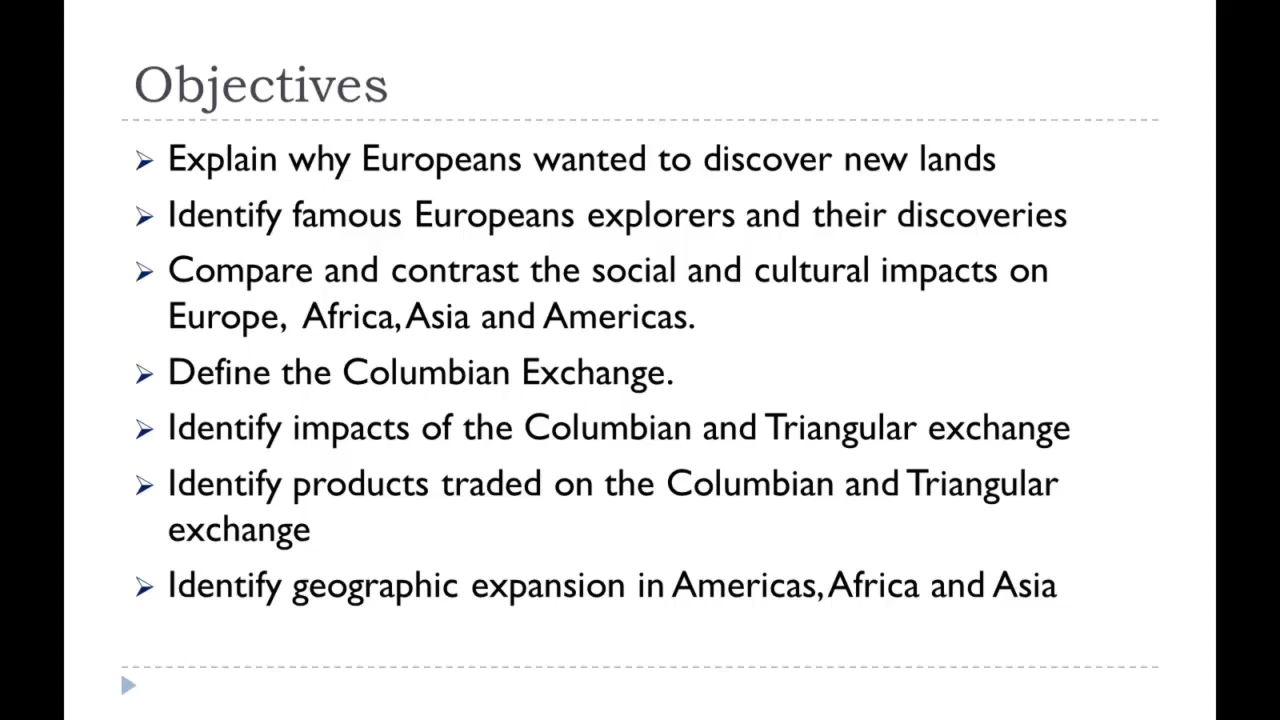 Objectives
Explain why Europeans wanted to discover new lands
Identify famous Europeans explorers and their discoveries
Compare and contrast the social and cultural impacts on
Europe, Africa, Asia and Americas.
Define the Columbian Exchange.
Identify impacts of the Columbian and Triangular exchange
Identify products traded on the Columbian and Triangular
exchange
Identify geographic expansion in Americas, Africa and Asia